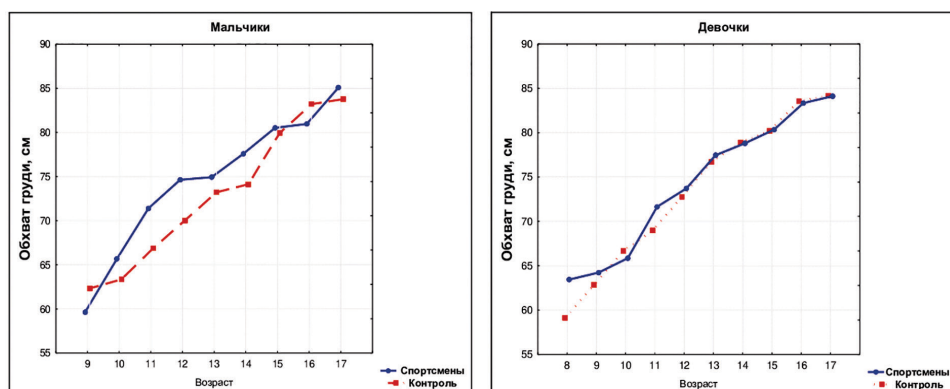 Мальчики
90
85
80
75
70
65
60
55
Обхват груди, см
9 10 11 12 13 14 15 16 17
Возраст
Спортсмены
Контроль
Девочки
90
85
80
75
70
65
60
55
Обхват груди, см
8 9 10 11 12 13 14 15 16 17
Возраст
Спортсмены
Контроль